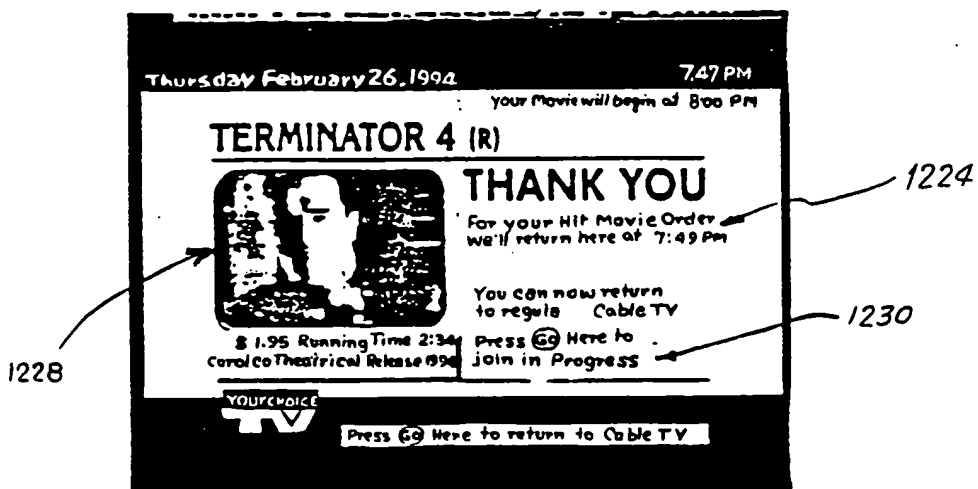 Thursday February 26, 1994 7.47 PM
your Movie will begin at 8:00 PM
TERMINATOR 4 (R)
THANK YOU
For your Hit Movie Order
we'll return here at 7:49 PM
1224
You can now return
to regula Cable TV
$ 1.95 Running Time 2:34
Carolco Theatrical Release
Press GO Here to
join in Progress
1230
1228
YOUR CHOICE
TV
Press GO Here to return to Cable TV